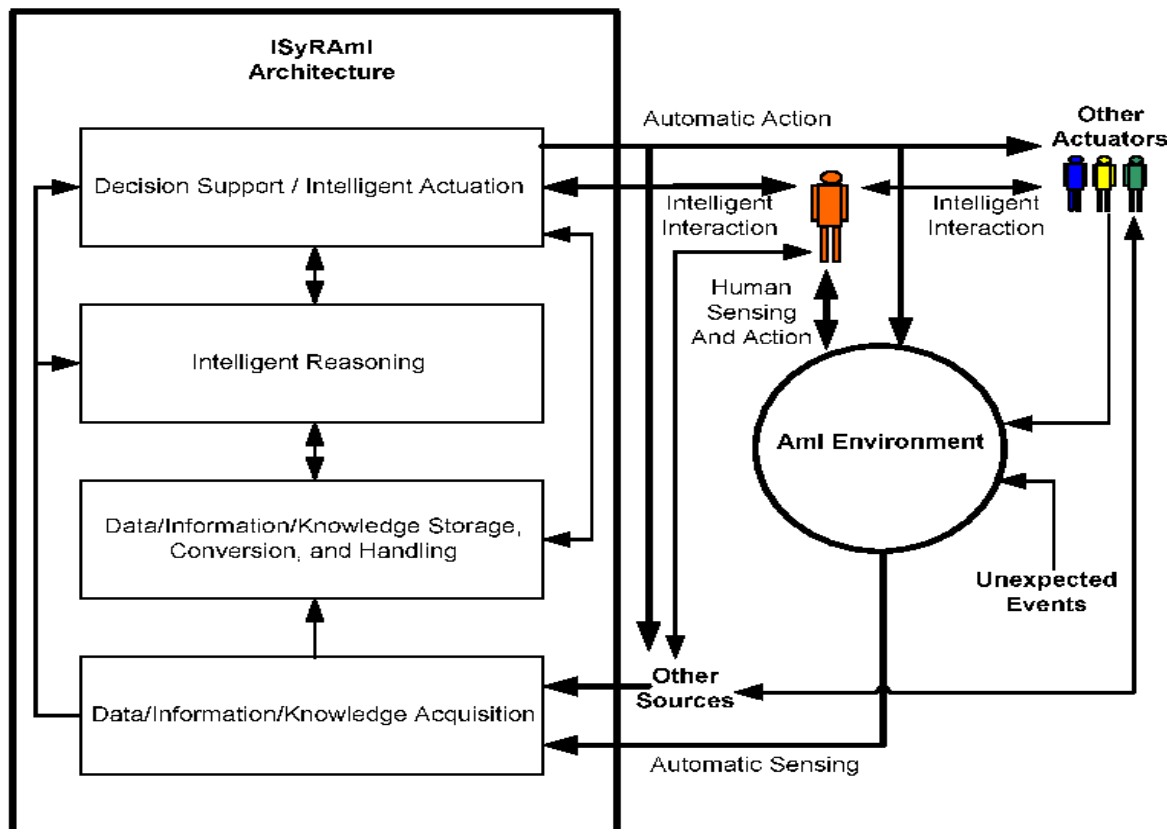 ISyRAmI
Architecture
Automatic Action
Other
Actuators
Decision Support / Intelligent Actuation
Intelligent
Interaction
Intelligent
Interaction
Human
Sensing
And Action
Intelligent Reasoning
AmI Environment
Data/Information/Knowledge Storage,
Conversion, and Handling
Unexpected
Events
Other
Sources
Data/Information/Knowledge Acquisition
Automatic Sensing